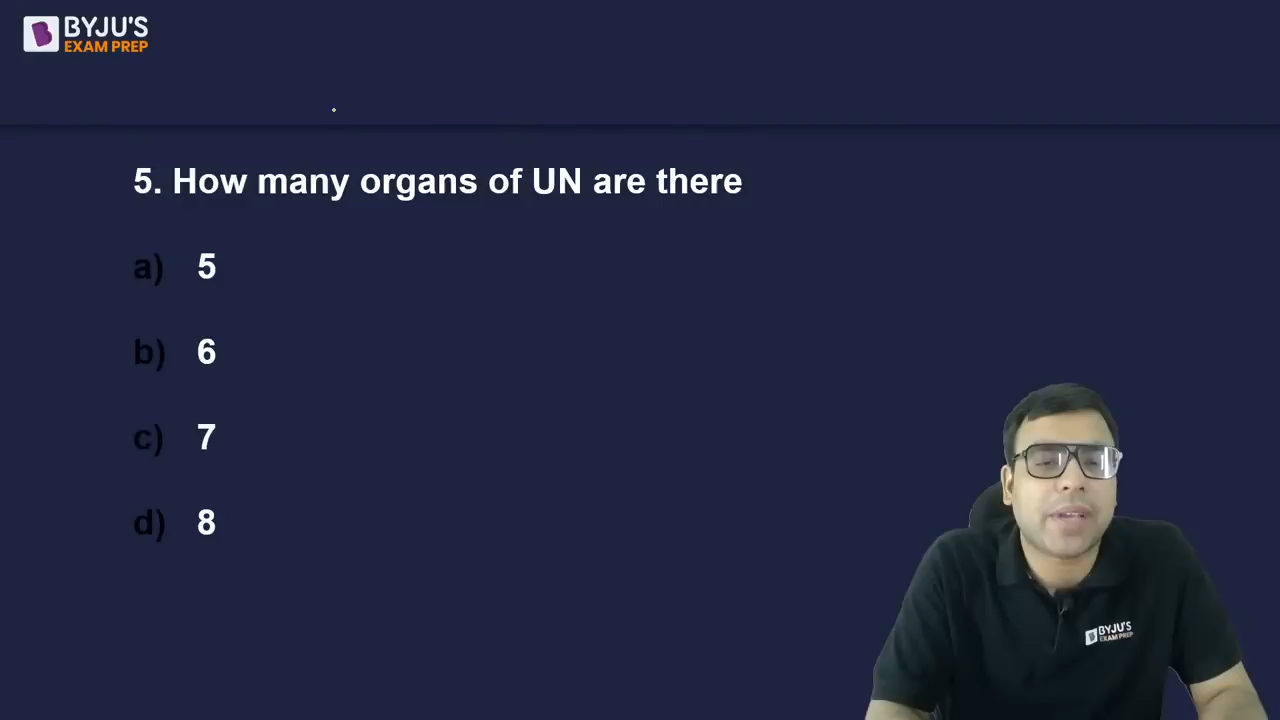 BYJU'S
EXAM PREP
5. How many organs of UN are there
a) 5
b) 6
c) 7
d) 8
BYJU'S
EXAM PREP